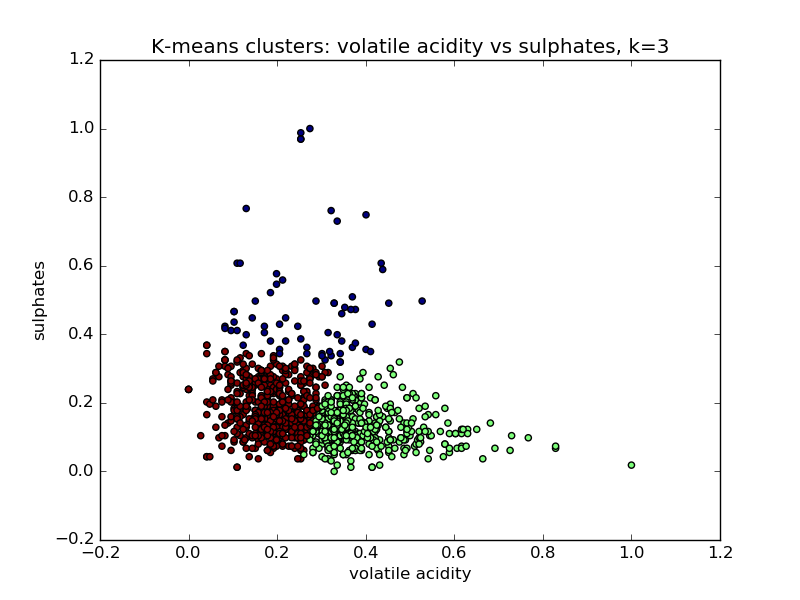 K-means clusters: volatile acidity vs sulphates, k=3
1.2
1.0
0.8
0.6
0.4
0.2
0.0
−0.2
sulphates
−0.2 0.0 0.2 0.4 0.6 0.8 1.0 1.2
volatile acidity